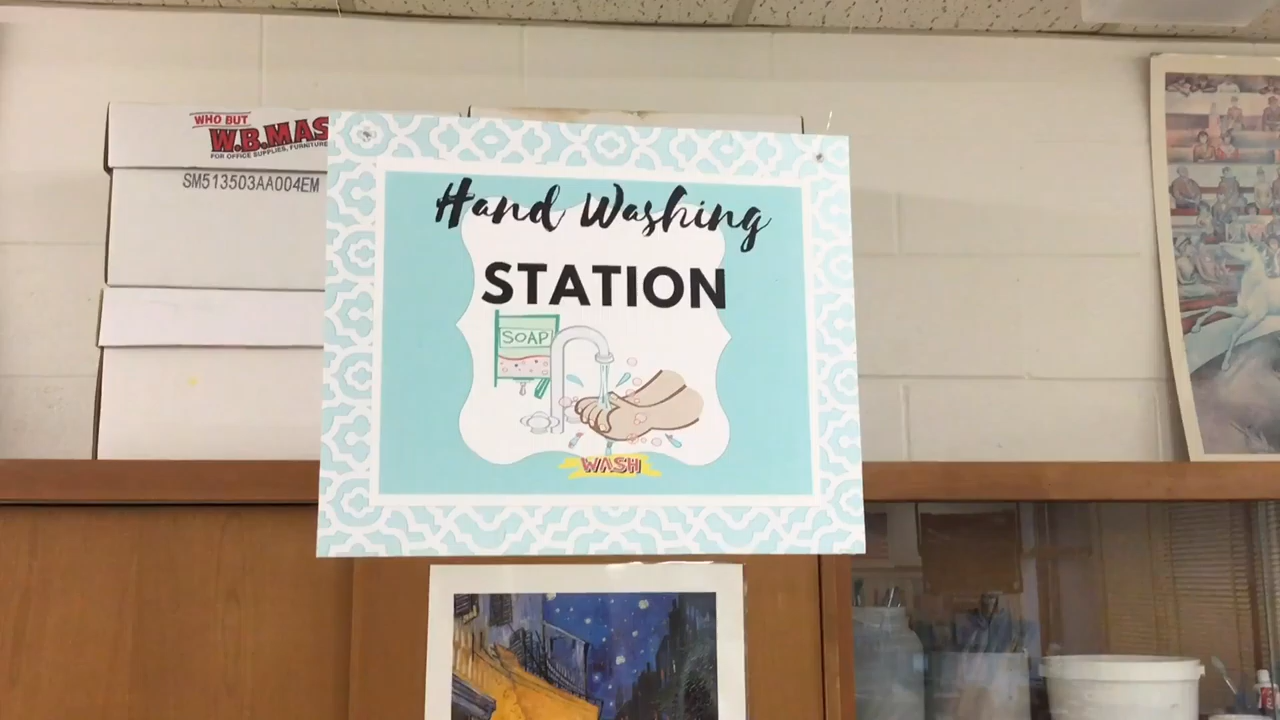 WHO BUT
W.B.MAS
FOR OFFICE SUPPLIES, FURNITURE
SM513503AA004EM
Hand Washing
STATION
SOAP
WASH